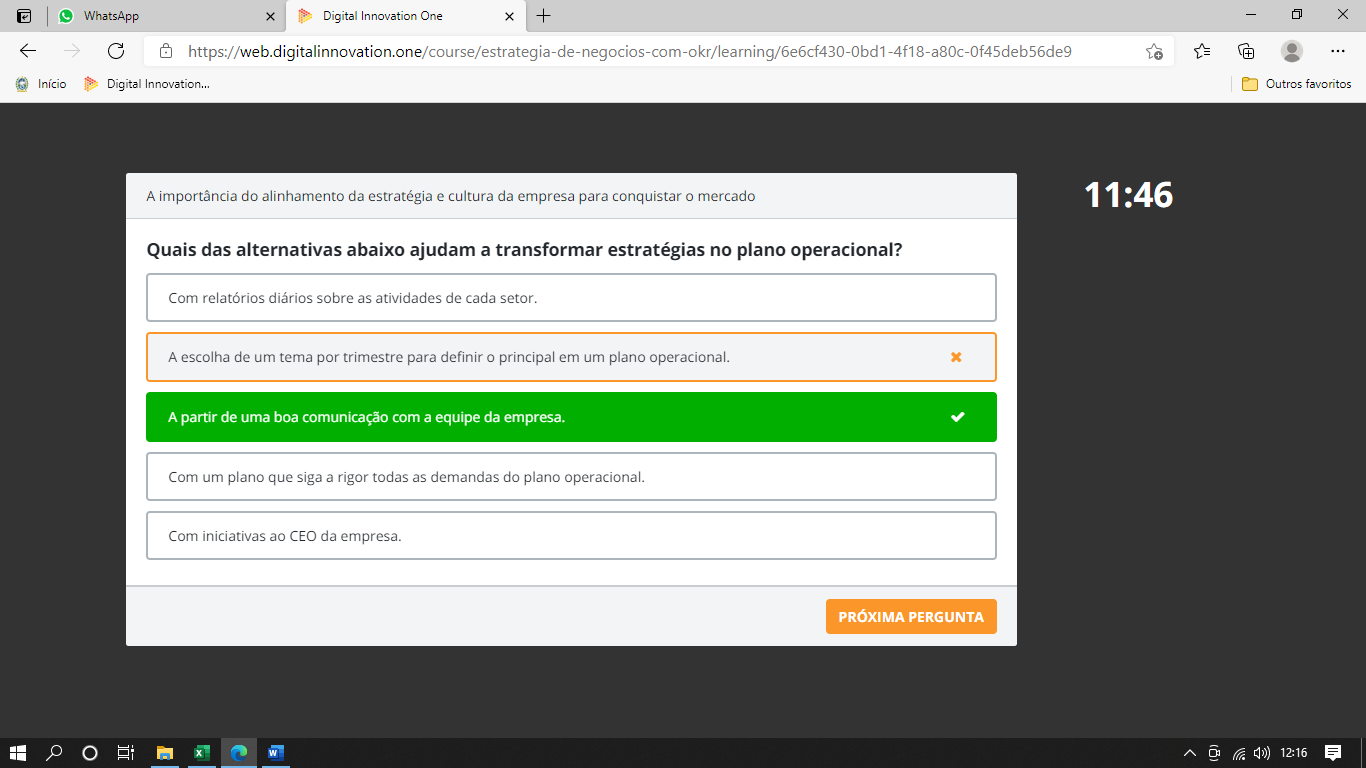 WhatsApp
Digital Innovation One
https://web.digitalinnovation.one/course/estrategia-de-negocios-com-okr/learning/6e6cf430-0bd1-4f18-a80c-0f45deb56de9
Início
Digital Innovation...
Outros favoritos
A importância do alinhamento da estratégia e cultura da empresa para conquistar o mercado
11:46
Quais das alternativas abaixo ajudam a transformar estratégias no plano operacional?
Com relatórios diários sobre as atividades de cada setor.
A escolha de um tema por trimestre para definir o principal em um plano operacional.
A partir de uma boa comunicação com a equipe da empresa.
Com um plano que siga a rigor todas as demandas do plano operacional.
Com iniciativas ao CEO da empresa.
PRÓXIMA PERGUNTA
12:16